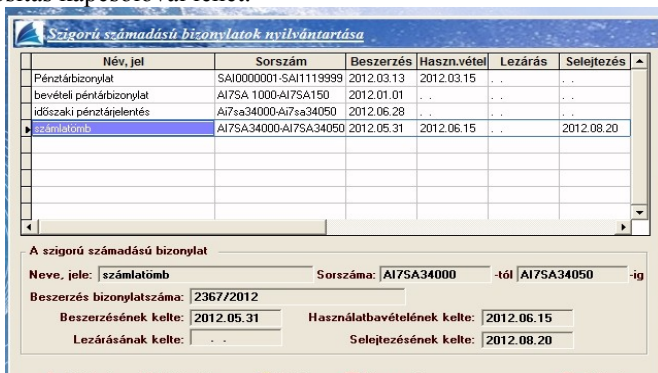 Szigorú számadású bizonylatok nyilvántartása
Név, jel Sorszám Beszerzés Haszn.vétel Lezárás Selejtezés
Pénztárbizonylat SAI0000001-SAI1119999 2012.03.13 2012.03.15 . . . .
bevételi péntárbizonylat AI7SA 1000-AI7SA150 2012.01.01 . . . . . .
időszaki pénztárjelentés Ai7sa34000-Ai7sa34050 2012.06.28 . . . . . .
számlatömb AI7SA34000-AI7SA34050 2012.05.31 2012.06.15 . . 2012.08.20
A szigorú számadású bizonylat
Neve, jele: számlatömb Sorszáma: AI7SA34000 -tól AI7SA34050 -ig
Beszerzés bizonylatszáma: 2367/2012
Beszerzésének kelte: 2012.05.31 Használatbavételének kelte: 2012.06.15
Lezárásának kelte: . . Selejtezésének kelte: 2012.08.20